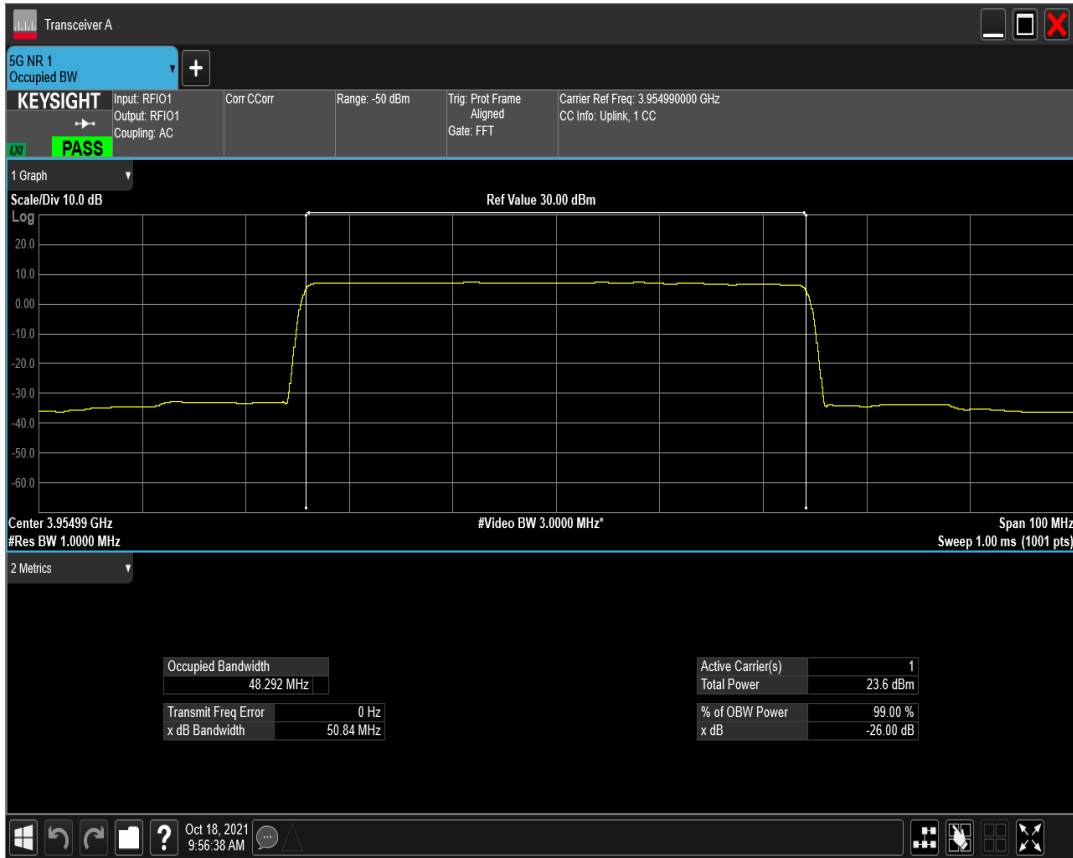 Transceiver A
5G NR 1
Occupied BW
KEYSIGHT
Input: RFIO1
Output: RFIO1
Coupling: AC
Corr CCorr
Range: -50 dBm
Trig: Prot Frame
Aligned
Gate: FFT
Carrier Ref Freq: 3.954990000 GHz
CC Info: Uplink, 1 CC
LXI
PASS
1 Graph
Scale/Div 10.0 dB
Ref Value 30.00 dBm
Log
20.0
10.0
0.00
-10.0
-20.0
-30.0
-40.0
-50.0
-60.0
Center 3.95499 GHz
#Video BW 3.0000 MHz*
Span 100 MHz
#Res BW 1.0000 MHz
Sweep 1.00 ms (1001 pts)
2 Metrics
Occupied Bandwidth
48.292 MHz
Transmit Freq Error 0 Hz
x dB Bandwidth 50.84 MHz
Active Carrier(s) 1
Total Power 23.6 dBm
% of OBW Power 99.00 %
x dB -26.00 dB
?
Oct 18, 2021
9:56:38 AM